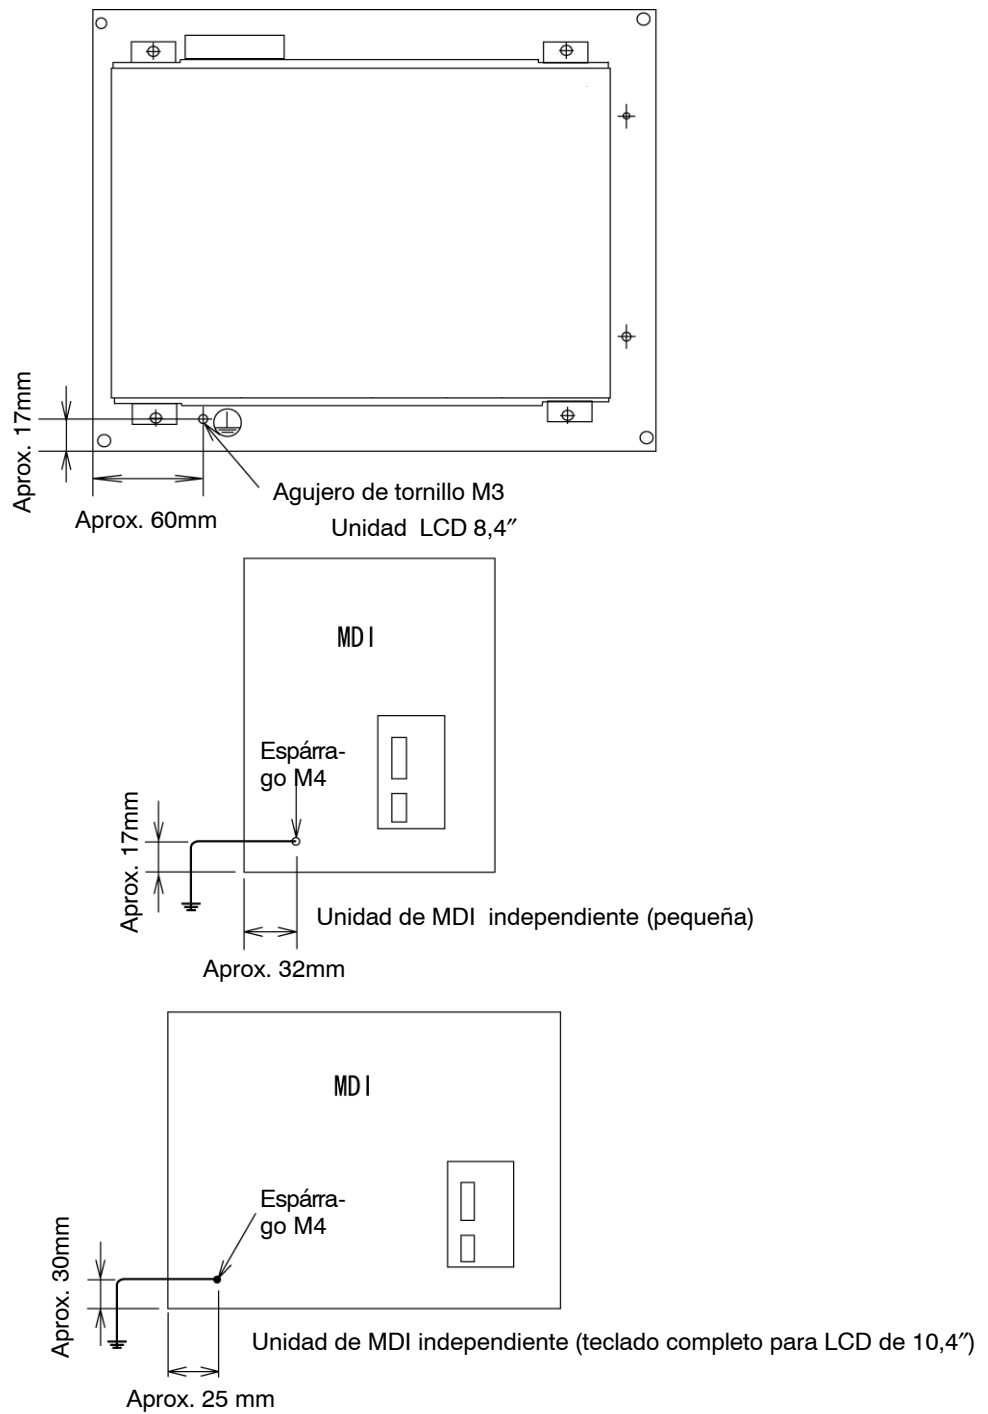 Aprox. 17mm
Aprox. 60mm
Agujero de tornillo M3
Unidad LCD 8,4″
MDI
Espárra-
go M4
Aprox. 17mm
Unidad de MDI independiente (pequeña)
Aprox. 32mm
MDI
Espárra-
go M4
Aprox. 30mm
Unidad de MDI independiente (teclado completo para LCD de 10,4″)
Aprox. 25 mm